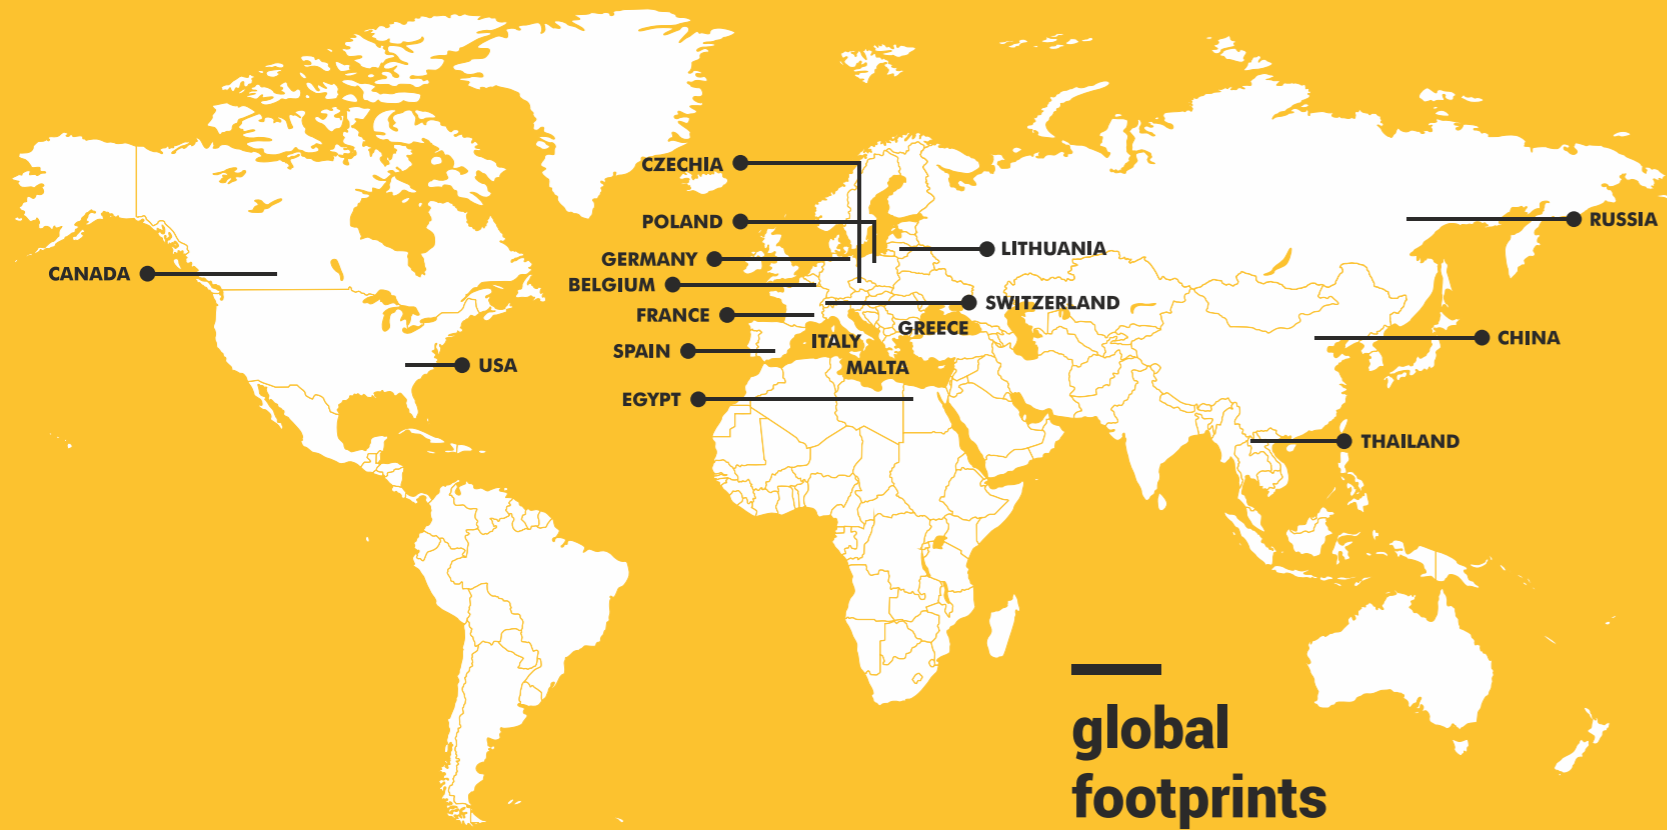 CZECHIA
POLAND
RUSSIA
LITHUANIA
GERMANY
CANADA
BELGIUM
SWITZERLAND
FRANCE
GREECE
ITALY
CHINA
SPAIN
USA
MALTA
EGYPT
THAILAND
global
footprints